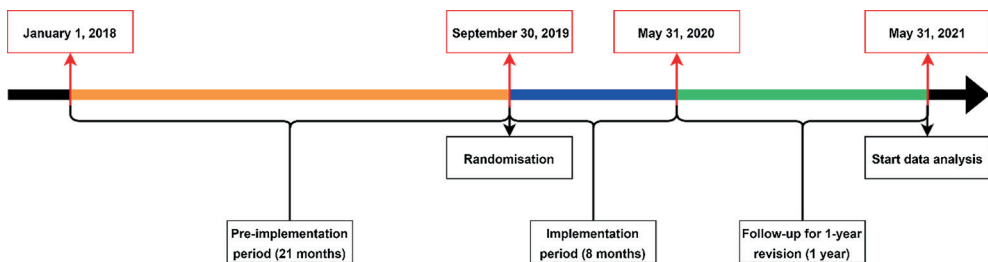 January 1, 2018
September 30, 2019
May 31, 2020
May 31, 2021
Randomisation
Start data analysis
Pre-implementation
period (21 months)
Implementation
period (8 months)
Follow-up for 1-year
revision (1 year)